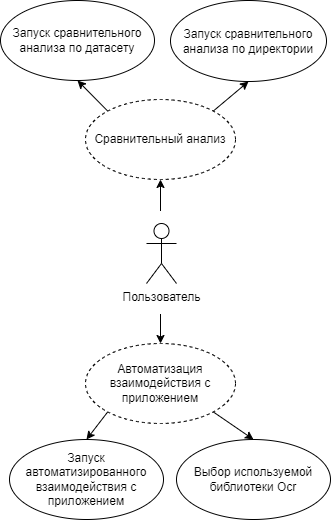 Запуск сравнительного
анализа по датасету
Запуск сравнительного
анализа по директории
Сравнительный анализ
Пользователь
Автоматизация
взаимодействия с
приложением
Запуск
автоматизированного
взаимодействия с
приложением
Выбор используемой
библиотеки Ocr